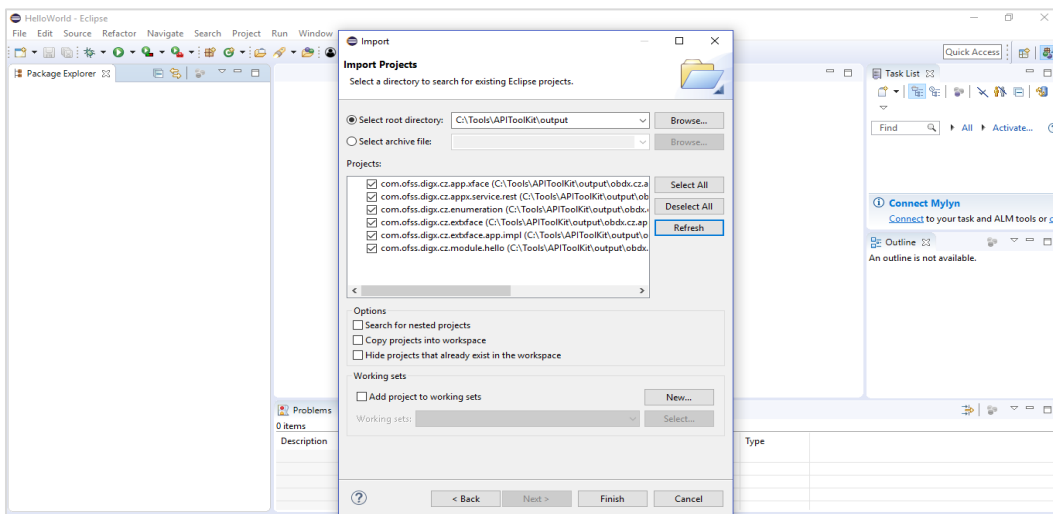 HelloWorld - Eclipse
File Edit Source Refactor Navigate Search Project Run Window
Quick Access
Package Explorer
Task List
Find
All
Activate...
Connect Mylyn
Connect to your task and ALM tools or
Outline
An outline is not available.
Problems
0 items
Description
Type
Import
Import Projects
Select a directory to search for existing Eclipse projects.
Select root directory: C:\Tools\APIToolKit\output Browse...
Select archive file: Browse...
Projects:
com.ofss.digx.cz.app.xface (C:\Tools\APIToolKit\output\obdx.cz.a
com.ofss.digx.cz.appx.service.rest (C:\Tools\APIToolKit\output\ob
com.ofss.digx.cz.enumeration (C:\Tools\APIToolKit\output\obdx.
com.ofss.digx.cz.extxface (C:\Tools\APIToolKit\output\obdx.cz.ap
com.ofss.digx.cz.extxface.app.impl (C:\Tools\APIToolKit\output\o
com.ofss.digx.cz.module.hello (C:\Tools\APIToolKit\output\obdx.
Select All
Deselect All
Refresh
Options
Search for nested projects
Copy projects into workspace
Hide projects that already exist in the workspace
Working sets
Add project to working sets New...
Working sets: Select...
< Back Next > Finish Cancel